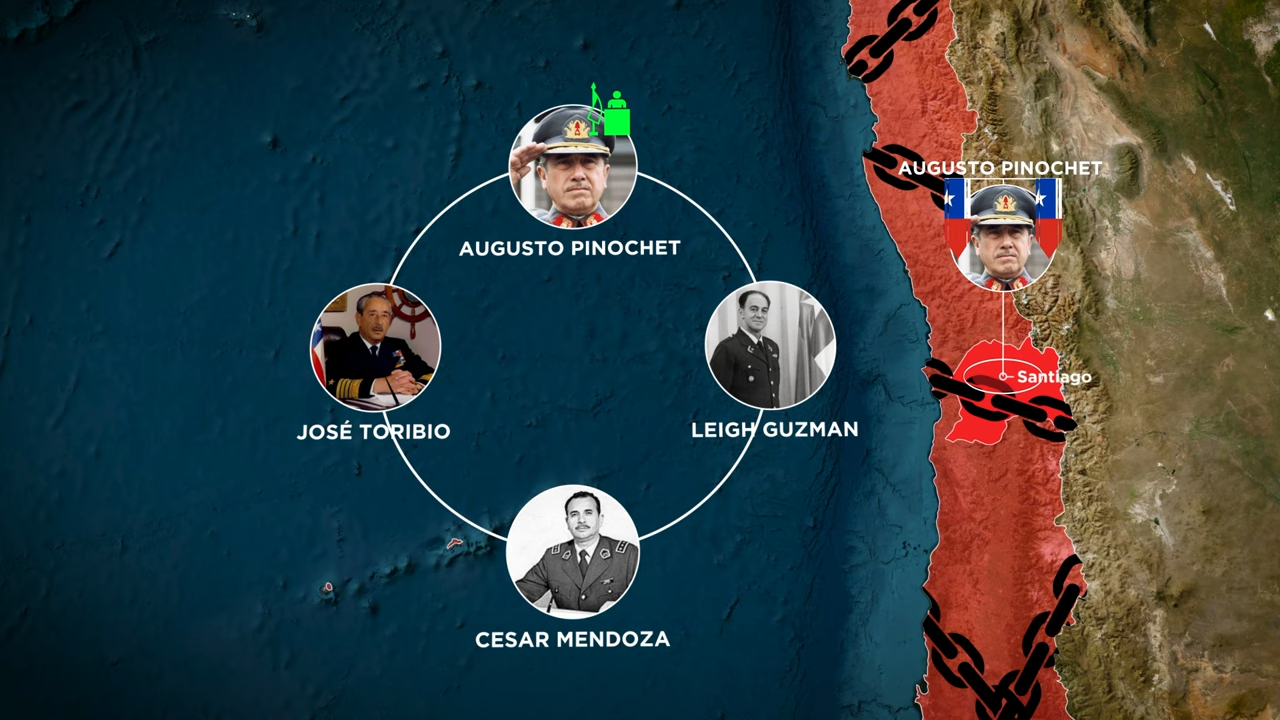 AUGUSTO PINOCHET
AUGUSTO PINOCHET
JOSÉ TORIBIO
LEIGH GUZMAN
Santiago
CESAR MENDOZA